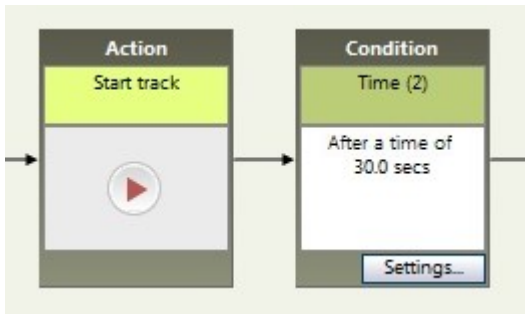 Action
Start track
Condition
Time (2)
After a time of
30.0 secs
Settings...